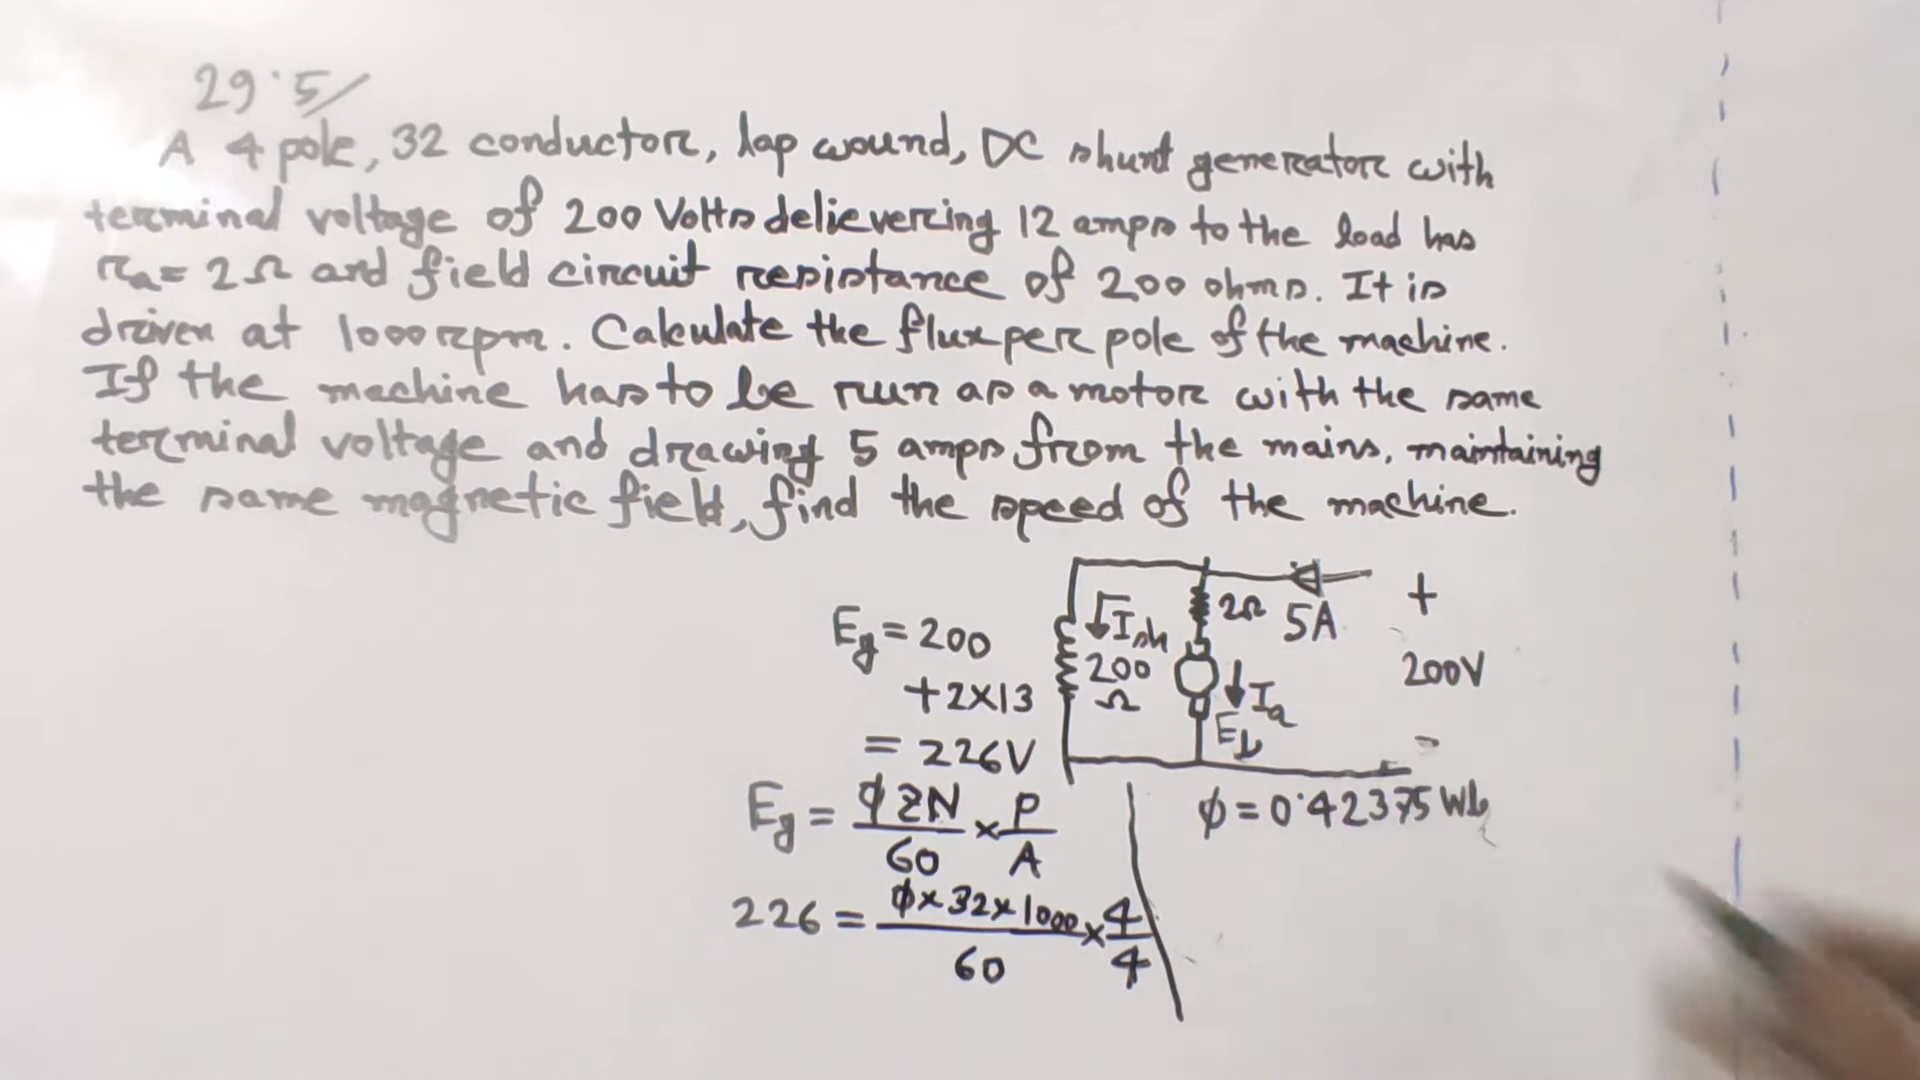 29.5/
A 4 pole, 32 conductor, lap wound, DC shunt generator with
terminal voltage of 200 Volts delievering 12 amps to the load has
ra= 2Ω and field circuit resistance of 200 ohms. It is
driven at 1000 rpm. Calculate the flux per pole of the machine.
If the machine has to be run as a motor with the same
terminal voltage and drawing 5 amps from the mains, maintaining
the same magnetic field, find the speed of the machine.
Eg = 200
+2×13
= 226V
Eg = ϕZN/60 × P/A
226 = ϕ×32×1000/60 × 4/4
Ish
200
Ω
2Ω
5A
Ia
Eb
+
200V
-
ϕ = 0.42375 Wb